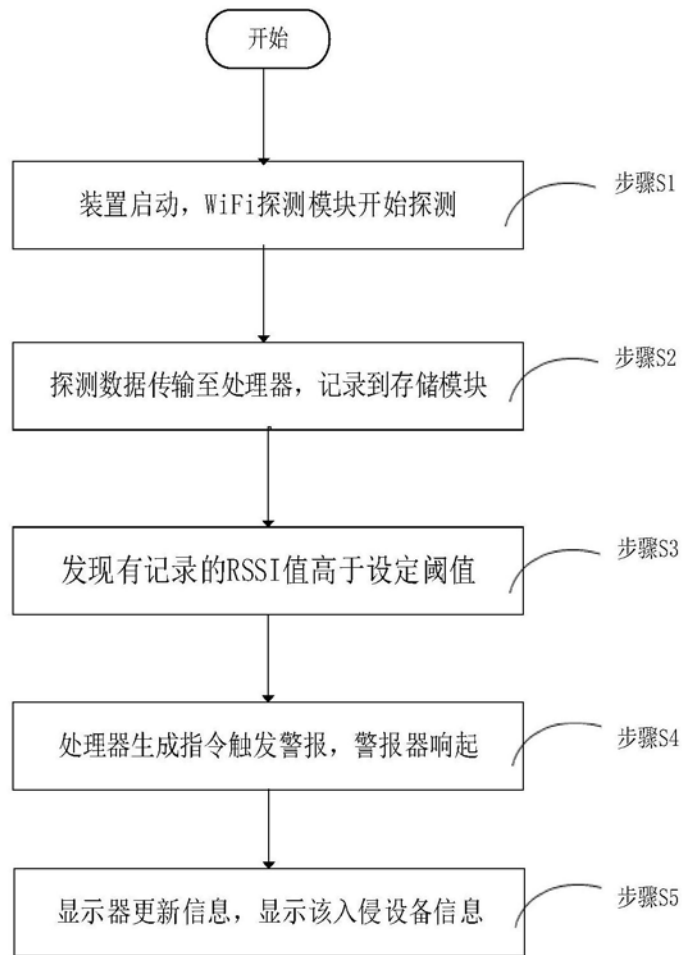 开始
装置启动，WiFi探测模块开始探测
步骤S1
探测数据传输至处理器，记录到存储模块
步骤S2
发现有记录的RSSI值高于设定阈值
步骤S3
处理器生成指令触发警报，警报器响起
步骤S4
显示器更新信息，显示该入侵设备信息
步骤S5